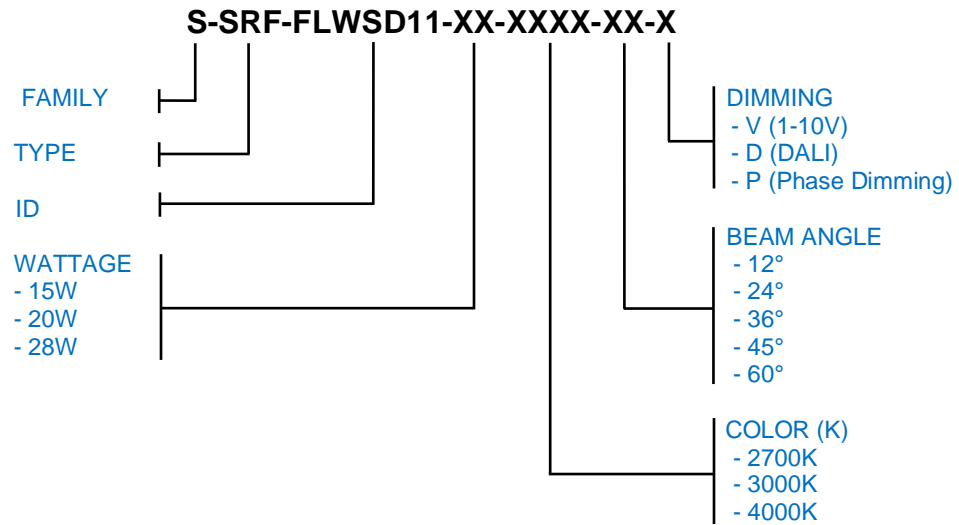 S-SRF-FLWSD11-XX-XXXX-XX-X
FAMILY
TYPE
ID
WATTAGE
- 15W
- 20W
- 28W
DIMMING
- V (1-10V)
- D (DALI)
- P (Phase Dimming)
BEAM ANGLE
- 12°
- 24°
- 36°
- 45°
- 60°
COLOR (K)
- 2700K
- 3000K
- 4000K